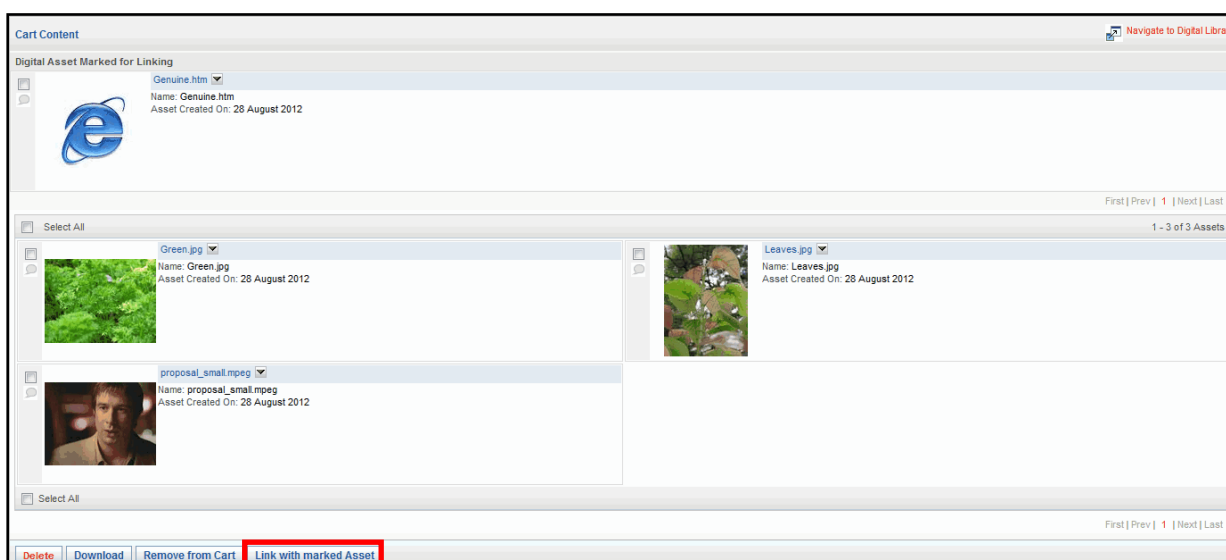 Cart Content
Navigate to Digital Libra
Digital Asset Marked for Linking
Genuine.htm
Name: Genuine.htm
Asset Created On: 28 August 2012
First | Prev | 1 | Next | Last
Select All
1 - 3 of 3 Assets
Green.jpg
Name: Green.jpg
Asset Created On: 28 August 2012
Leaves.jpg
Name: Leaves.jpg
Asset Created On: 28 August 2012
proposal_small.mpeg
Name: proposal_small.mpeg
Asset Created On: 28 August 2012
Select All
First | Prev | 1 | Next | Last
Delete Download Remove from Cart Link with marked Asset